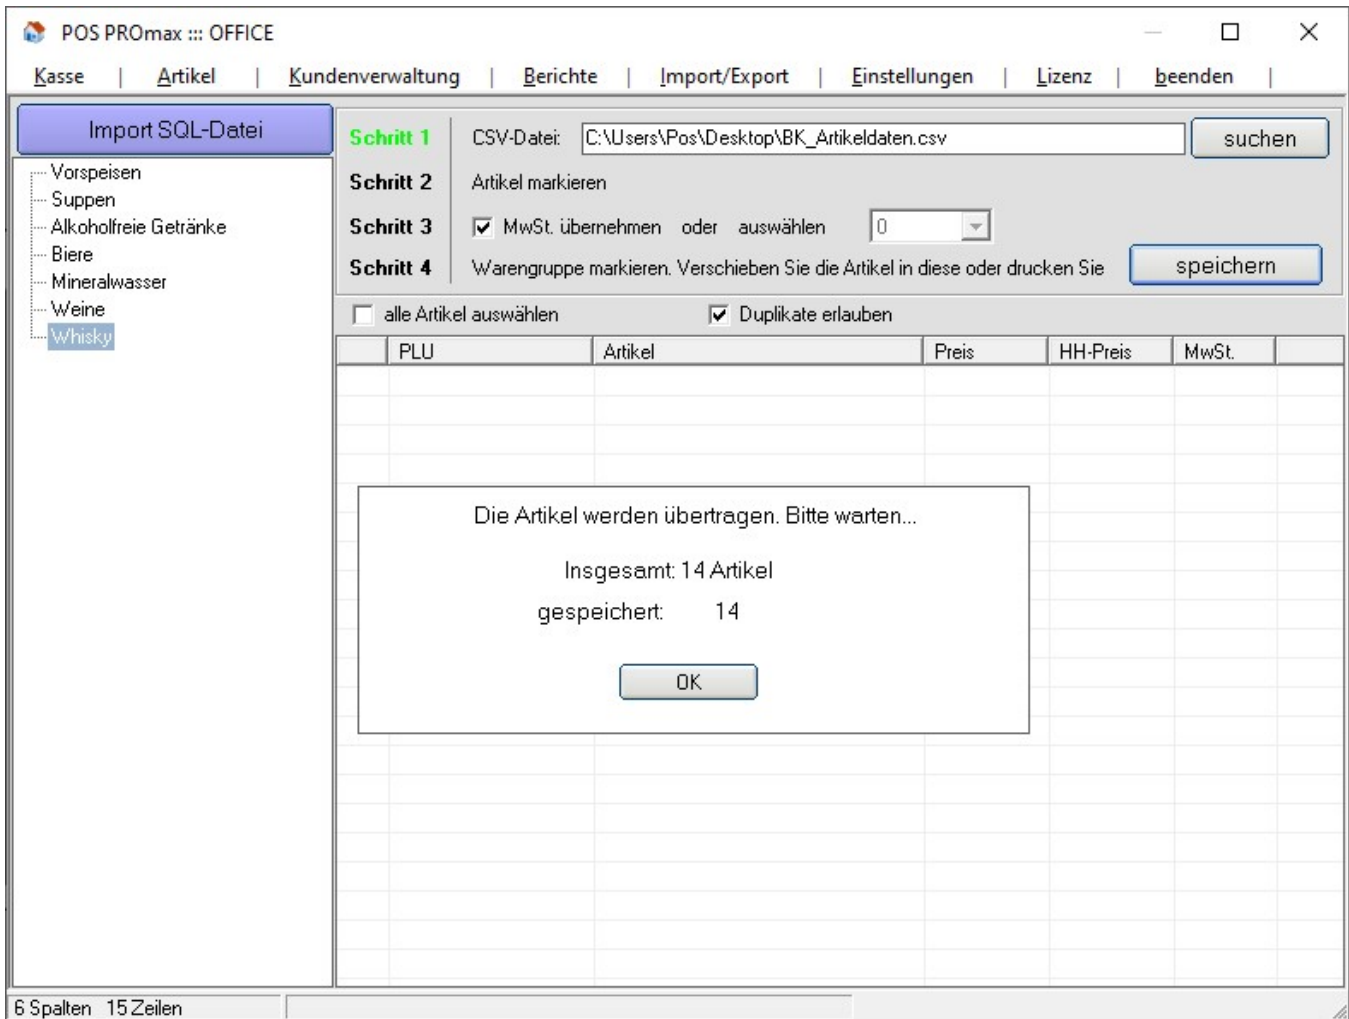 POS PROmax ::: OFFICE
Kasse | Artikel | Kundenverwaltung | Berichte | Import/Export | Einstellungen | Lizenz | beenden |
Import SQL-Datei
Vorspeisen
Suppen
Alkoholfreie Getränke
Biere
Mineralwasser
Weine
Whisky
Schritt 1 CSV-Datei: C:\Users\Pos\Desktop\BK_Artikeldaten.csv suchen
Schritt 2 Artikel markieren
Schritt 3 MwSt. übernehmen oder auswählen 0
Schritt 4 Warengruppe markieren. Verschieben Sie die Artikel in diese oder drucken Sie speichern
alle Artikel auswählen Duplikate erlauben
PLU Artikel Preis HH-Preis MwSt.
Die Artikel werden übertragen. Bitte warten...
Insgesamt: 14 Artikel
gespeichert: 14
OK
6 Spalten 15 Zeilen